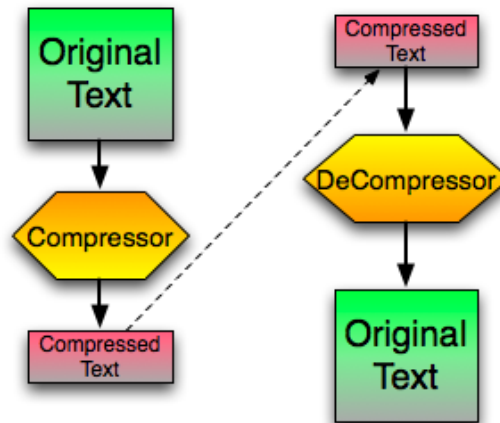 Original
Text
Compressor
Compressed
Text
Compressed
Text
DeCompressor
Original
Text